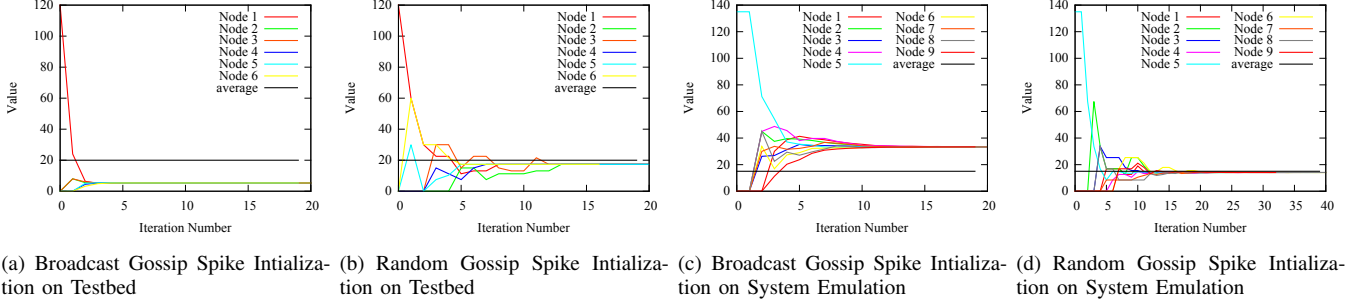 120
100
80
60
40
20
0
Value
0 5 10 15 20
Iteration Number
Node 1
Node 2
Node 3
Node 4
Node 5
Node 6
average
(a) Broadcast Gossip Spike Intializa-
tion on Testbed
120
100
80
60
40
20
0
Value
0 5 10 15 20
Iteration Number
Node 1
Node 2
Node 3
Node 4
Node 5
Node 6
average
(b) Random Gossip Spike Intializa-
tion on Testbed
140
120
100
80
60
40
20
0
Value
0 5 10 15 20
Iteration Number
Node 1
Node 2
Node 3
Node 4
Node 5
Node 6
Node 7
Node 8
Node 9
average
(c) Broadcast Gossip Spike Intializa-
tion on System Emulation
140
120
100
80
60
40
20
0
Value
0 5 10 15 20 25 30 35 40
Iteration Number
Node 1
Node 2
Node 3
Node 4
Node 5
Node 6
Node 7
Node 8
Node 9
average
(d) Random Gossip Spike Intializa-
tion on System Emulation